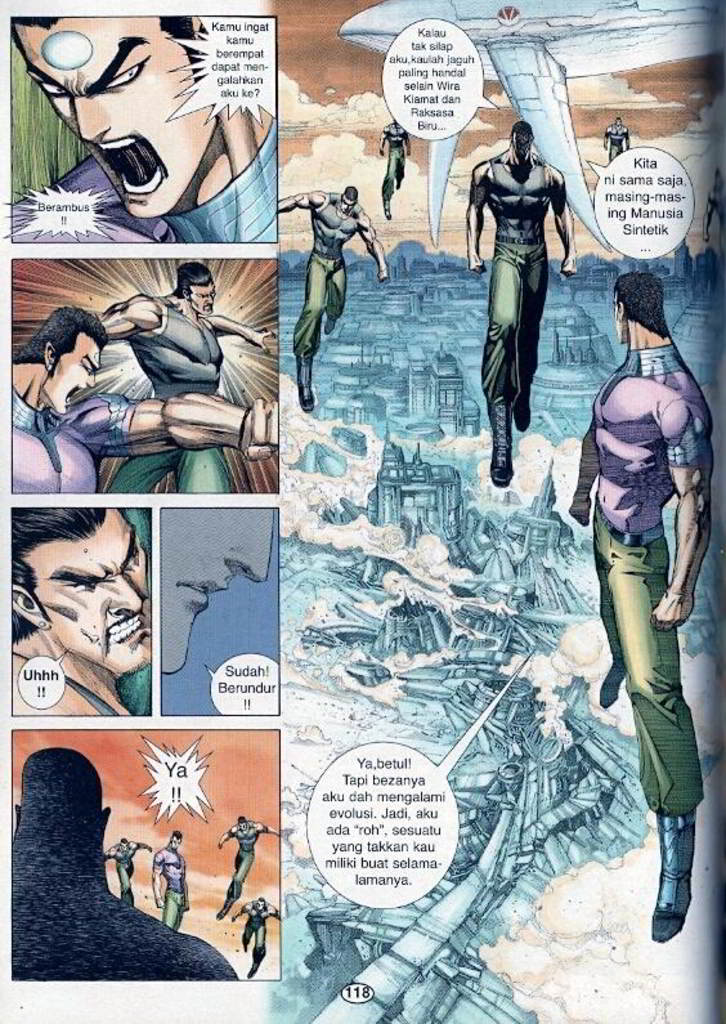 Kamu ingat
kamu
berempat
dapat men-
galahkan
aku ke?
Berambus
!!
Uhhh
!!
Sudah!
Berundur
!!
Ya
!!
Kalau
tak silap
aku,kaulah jaguh
paling handal
selain Wira
Kiamat dan
Raksasa
Biru...
Kita
ni sama saja,
masing-mas-
ing Manusia
Sintetik
...
Ya,betul!
Tapi bezanya
aku dah mengalami
evolusi. Jadi, aku
ada "roh", sesuatu
yang takkan kau
miliki buat selama-
lamanya.
118